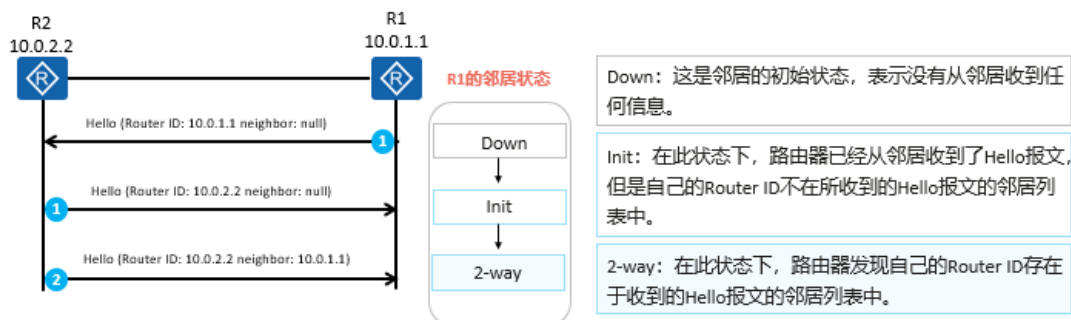 R2
10.0.2.2
R1
10.0.1.1
R
R
Hello (Router ID: 10.0.1.1 neighbor: null)
1
Hello (Router ID: 10.0.2.2 neighbor: null)
1
Hello (Router ID: 10.0.2.2 neighbor: 10.0.1.1)
2
R1的邻居状态
Down
Init
2-way
Down：这是邻居的初始状态，表示没有从邻居收到任
何信息。
Init：在此状态下，路由器已经从邻居收到了Hello报文，
但是自己的Router ID不在所收到的Hello报文的邻居列
表中。
2-way：在此状态下，路由器发现自己的Router ID存在
于收到的Hello报文的邻居列表中。